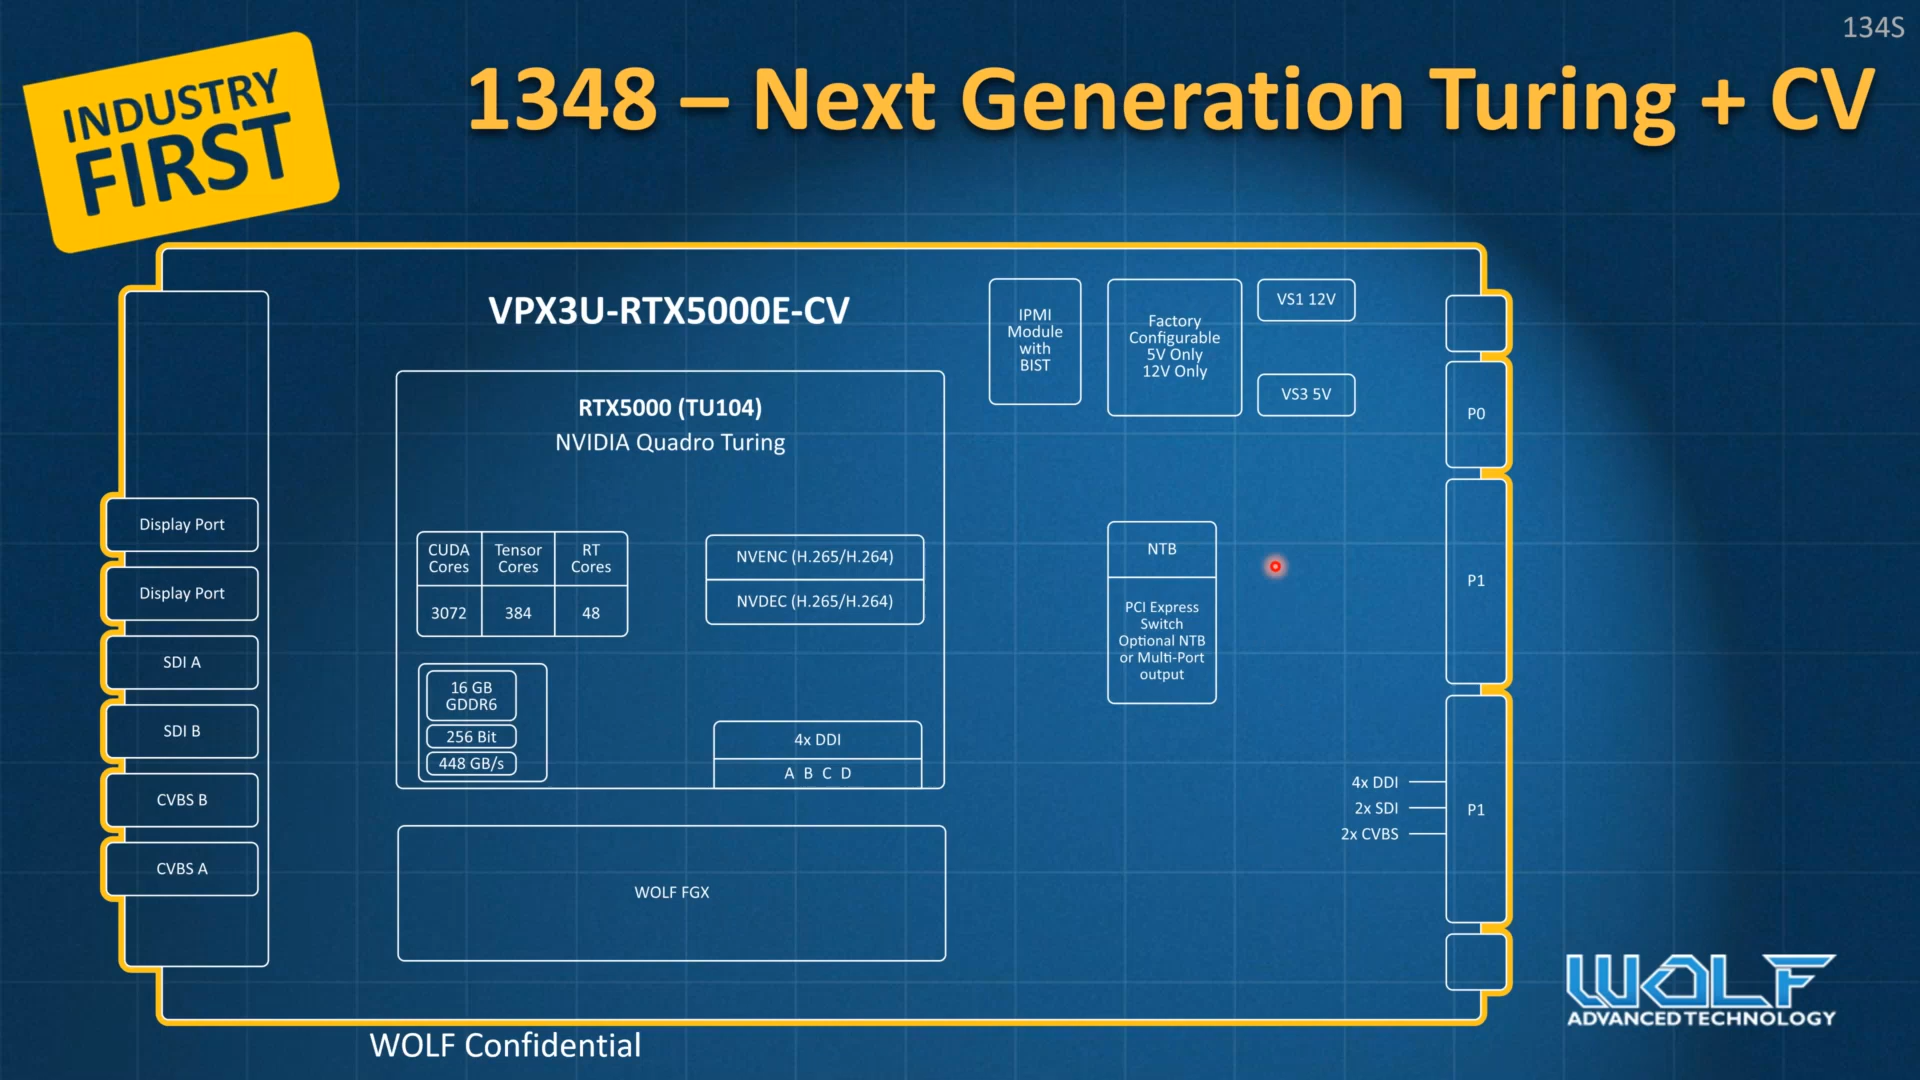 134S
INDUSTRY
FIRST
1348 – Next Generation Turing + CV
VPX3U-RTX5000E-CV
IPMI
Module
with
BIST
Factory
Configurable
5V Only
12V Only
VS1 12V
VS3 5V
P0
RTX5000 (TU104)
NVIDIA Quadro Turing
Display Port
Display Port
SDI A
SDI B
CVBS B
CVBS A
CUDA
Cores
Tensor
Cores
RT
Cores
3072
384
48
NVENC (H.265/H.264)
NVDEC (H.265/H.264)
16 GB
GDDR6
256 Bit
448 GB/s
4x DDI
A B C D
NTB
PCI Express
Switch
Optional NTB
or Multi-Port
output
P1
4x DDI
2x SDI
2x CVBS
P1
WOLF FGX
WOLF
ADVANCED TECHNOLOGY
WOLF Confidential